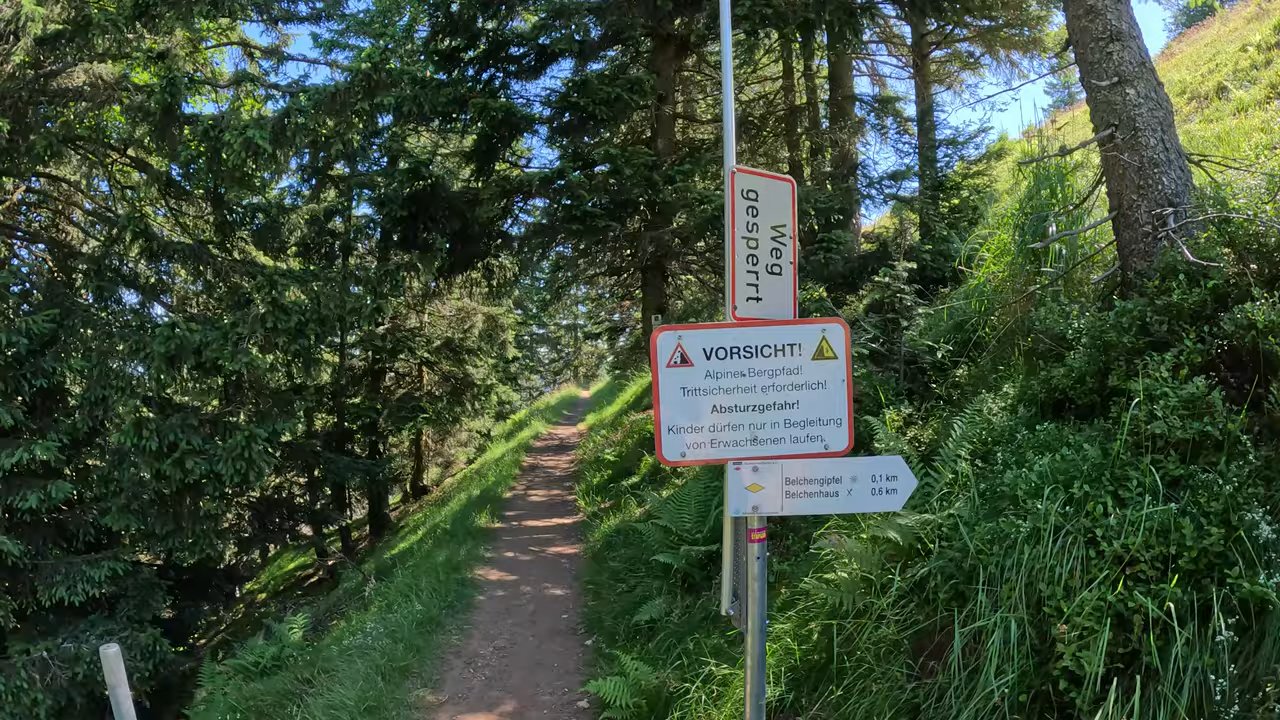 Weg
gesperrt
VORSICHT!
Alpiner Bergpfad!
Trittsicherheit erforderlich!
Absturzgefahr!
Kinder dürfen nur in Begleitung
von Erwachsenen laufen.
Belchengipfel 0,1 km
Belchenhaus 0,6 km